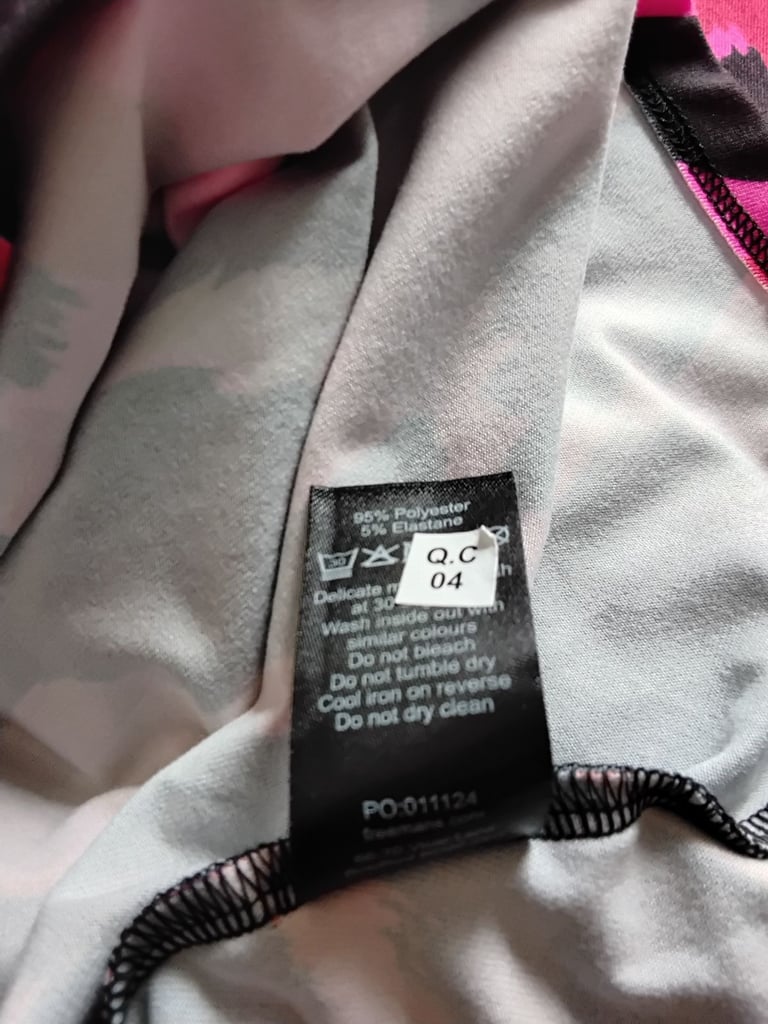 95% Polyester
5% Elastane
30
Q.C
04
Delicate
at 30
Wash inside out with
similar colours
Do not bleach
Do not tumble dry
Cool iron on reverse
Do not dry clean
PO:011124